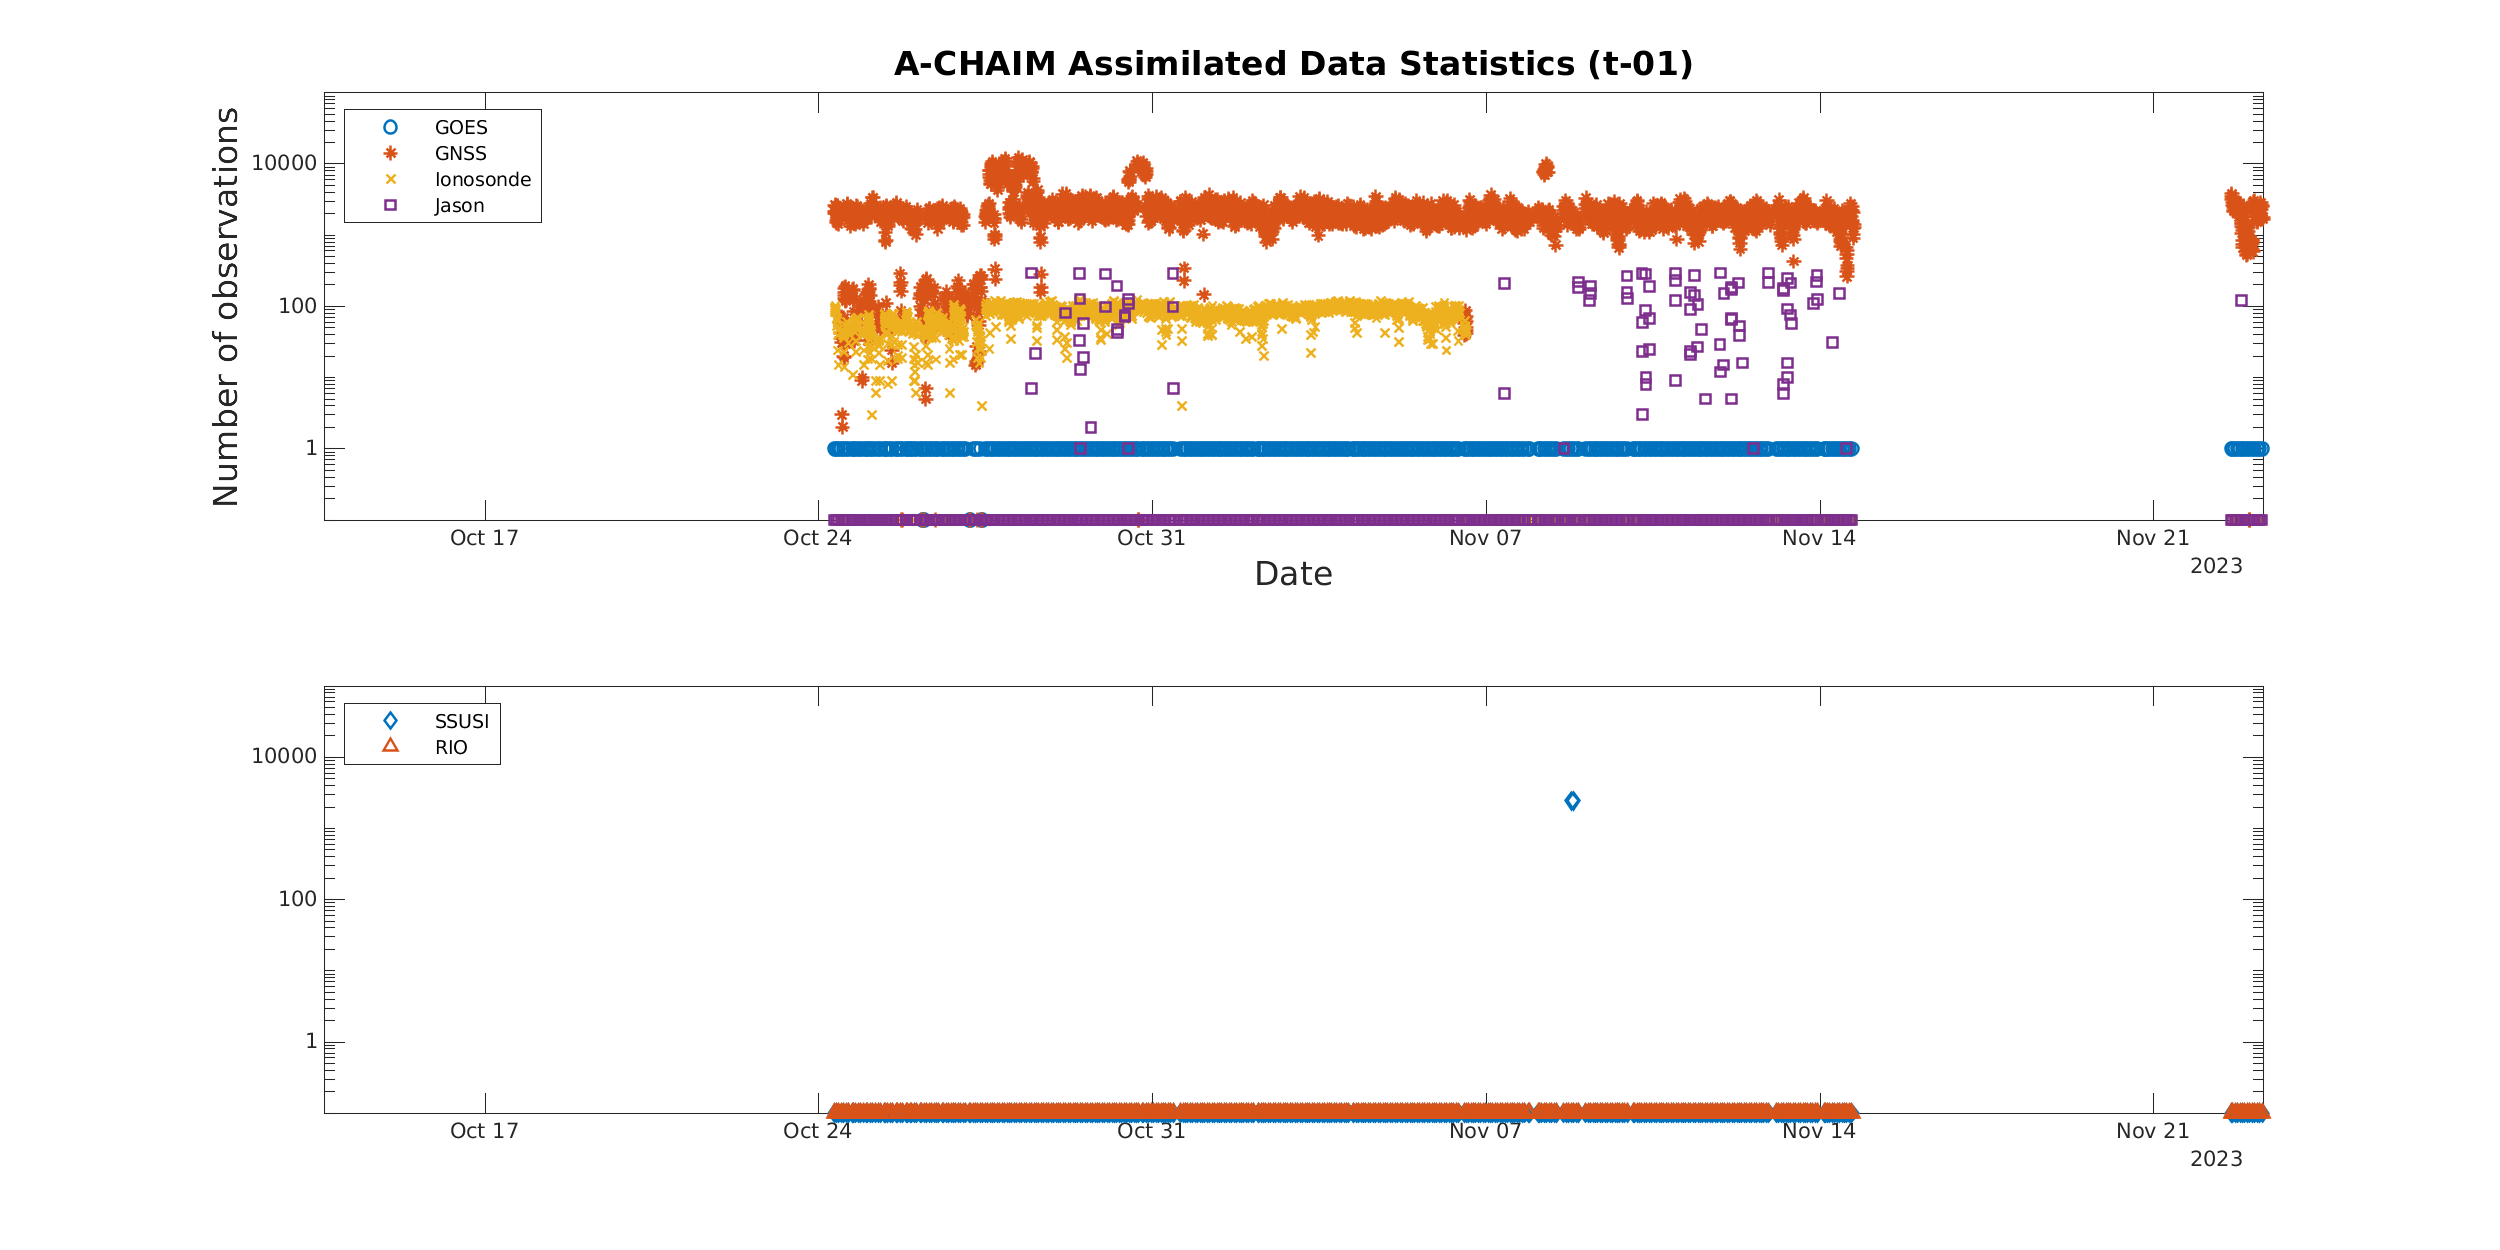 A-CHAIM Assimilated Data Statistics (t-01)
Number of observations
10000
100
1
GOES
GNSS
Ionosonde
Jason
Oct 17 Oct 24 Oct 31 Nov 07 Nov 14 Nov 21
2023
Date
10000
100
1
SSUSI
RIO
Oct 17 Oct 24 Oct 31 Nov 07 Nov 14 Nov 21
2023